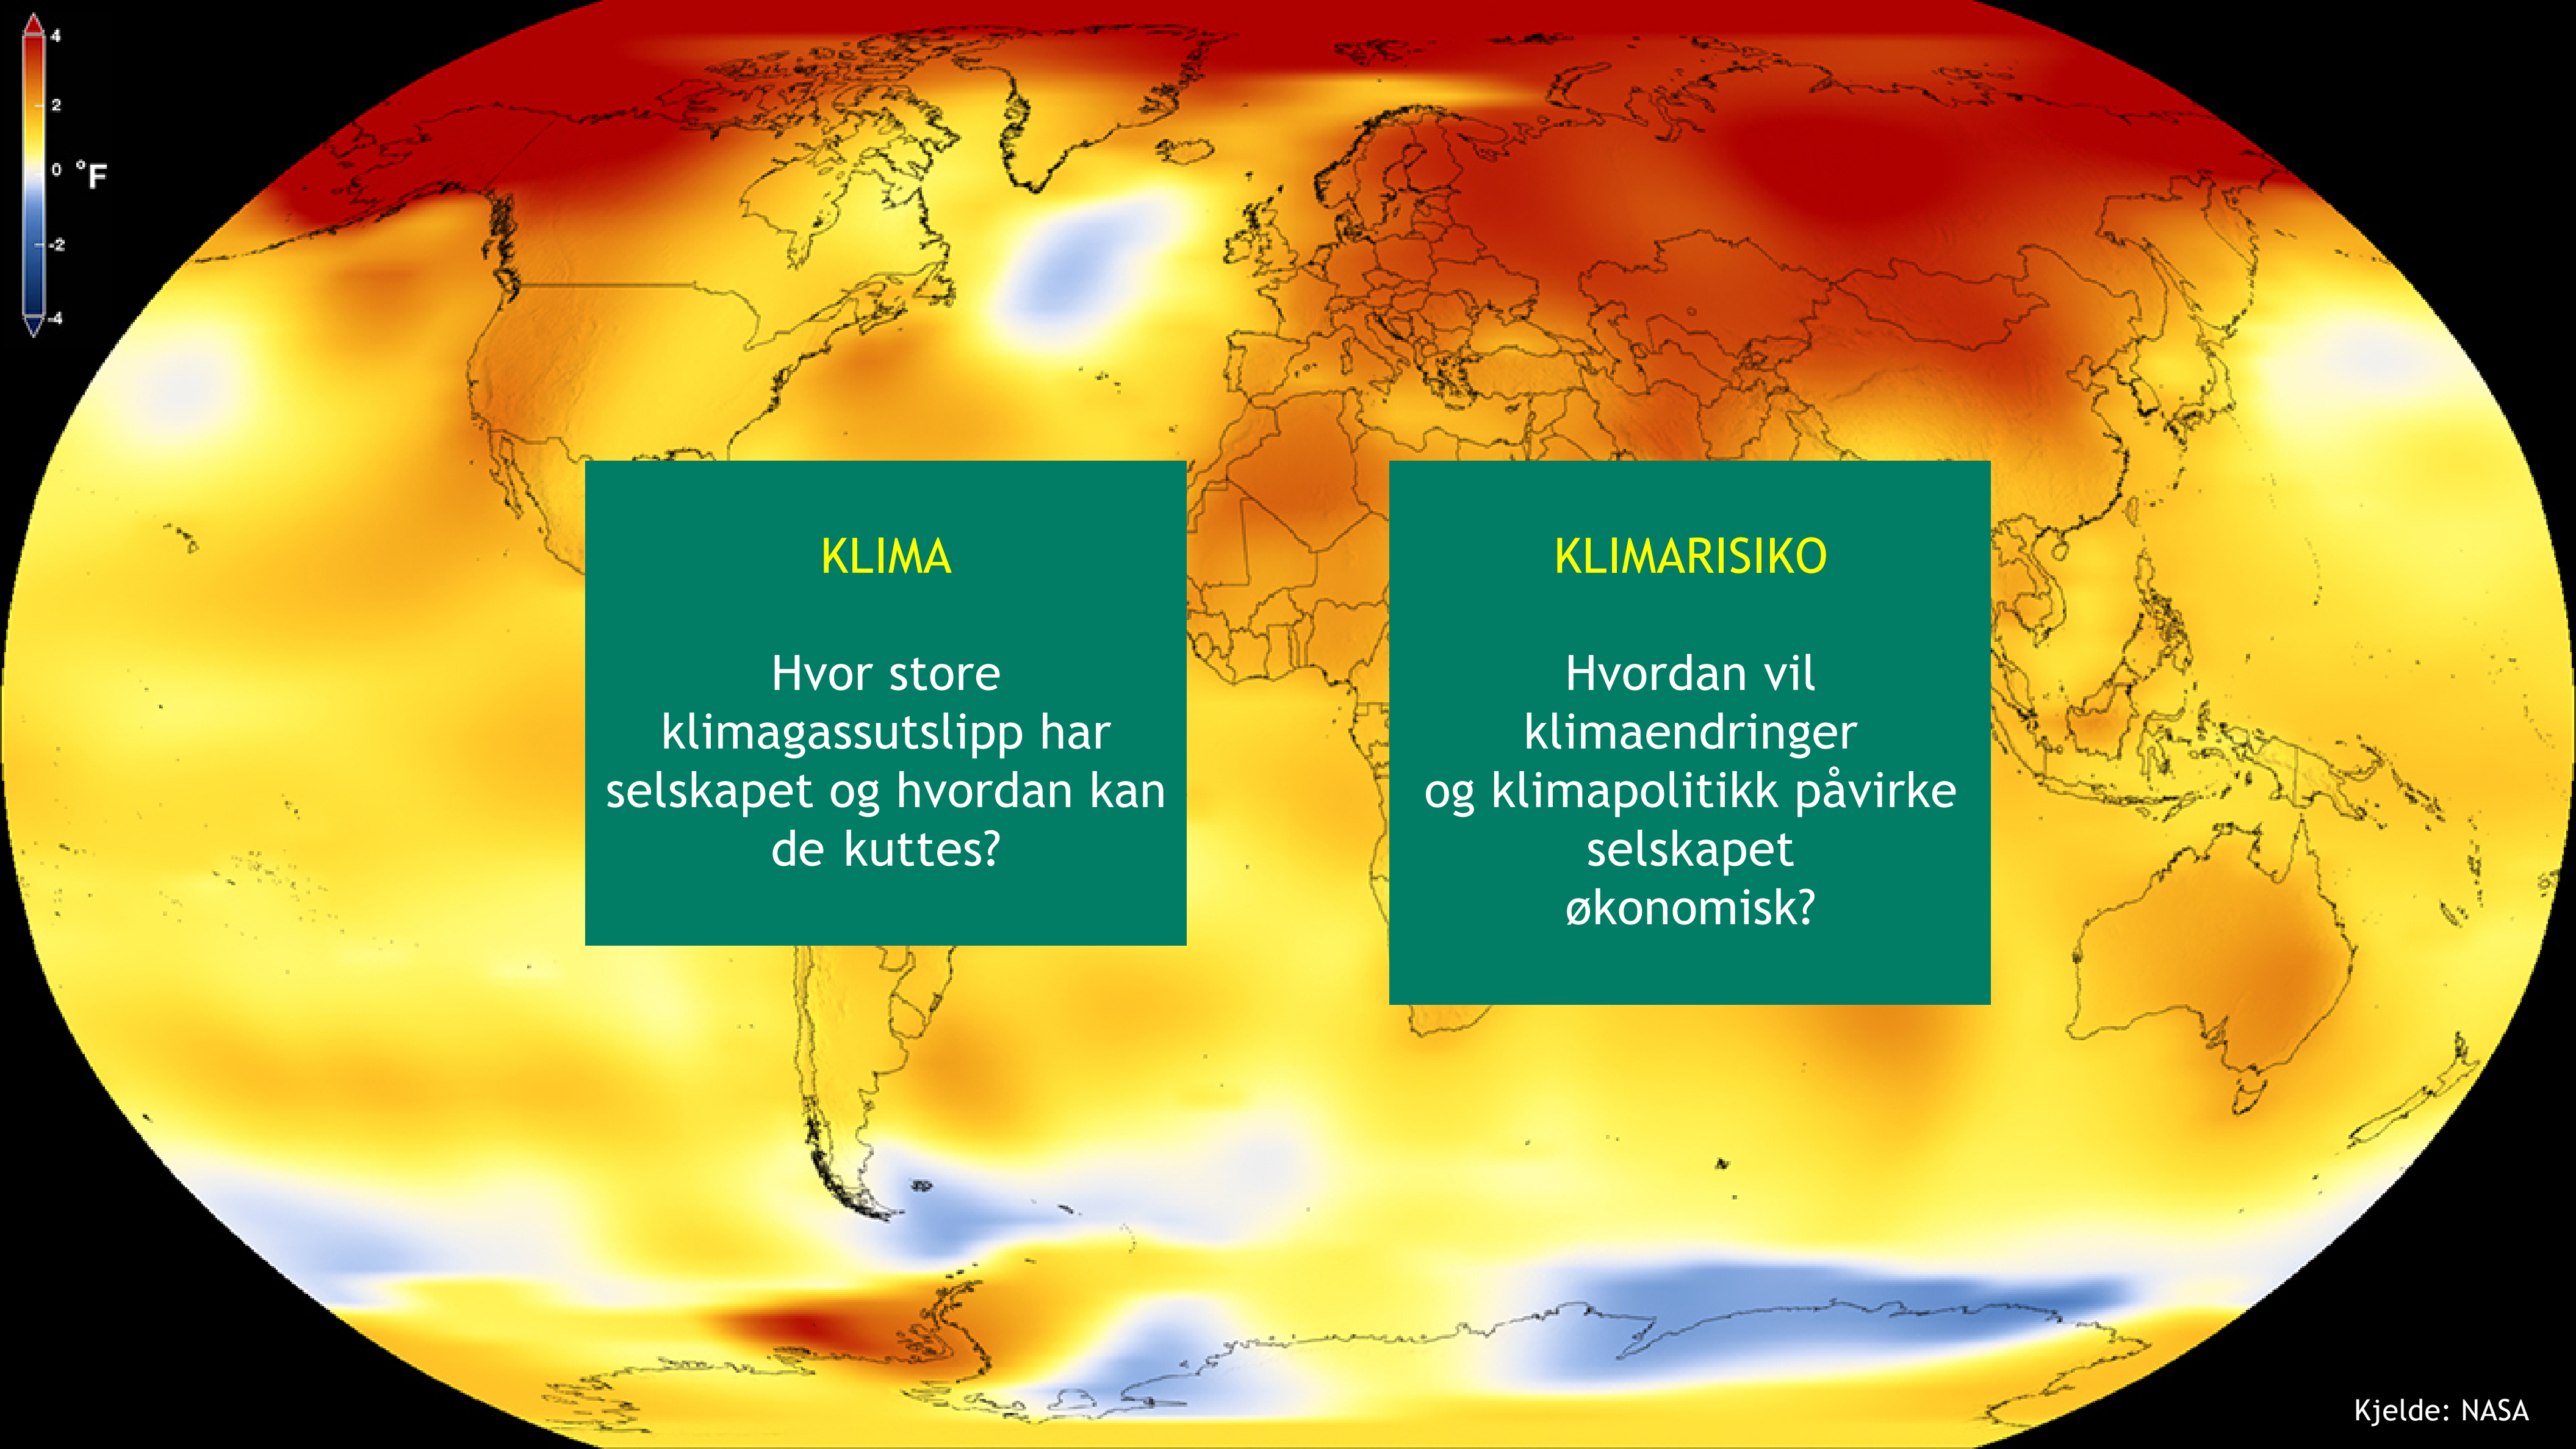 4
2
0 °F
-2
-4
KLIMA
Hvor store
klimagassutslipp har
selskapet og hvordan kan
de kuttes?
KLIMARISIKO
Hvordan vil
klimaendringer
og klimapolitikk påvirke
selskapet
økonomisk?
Kjelde: NASA